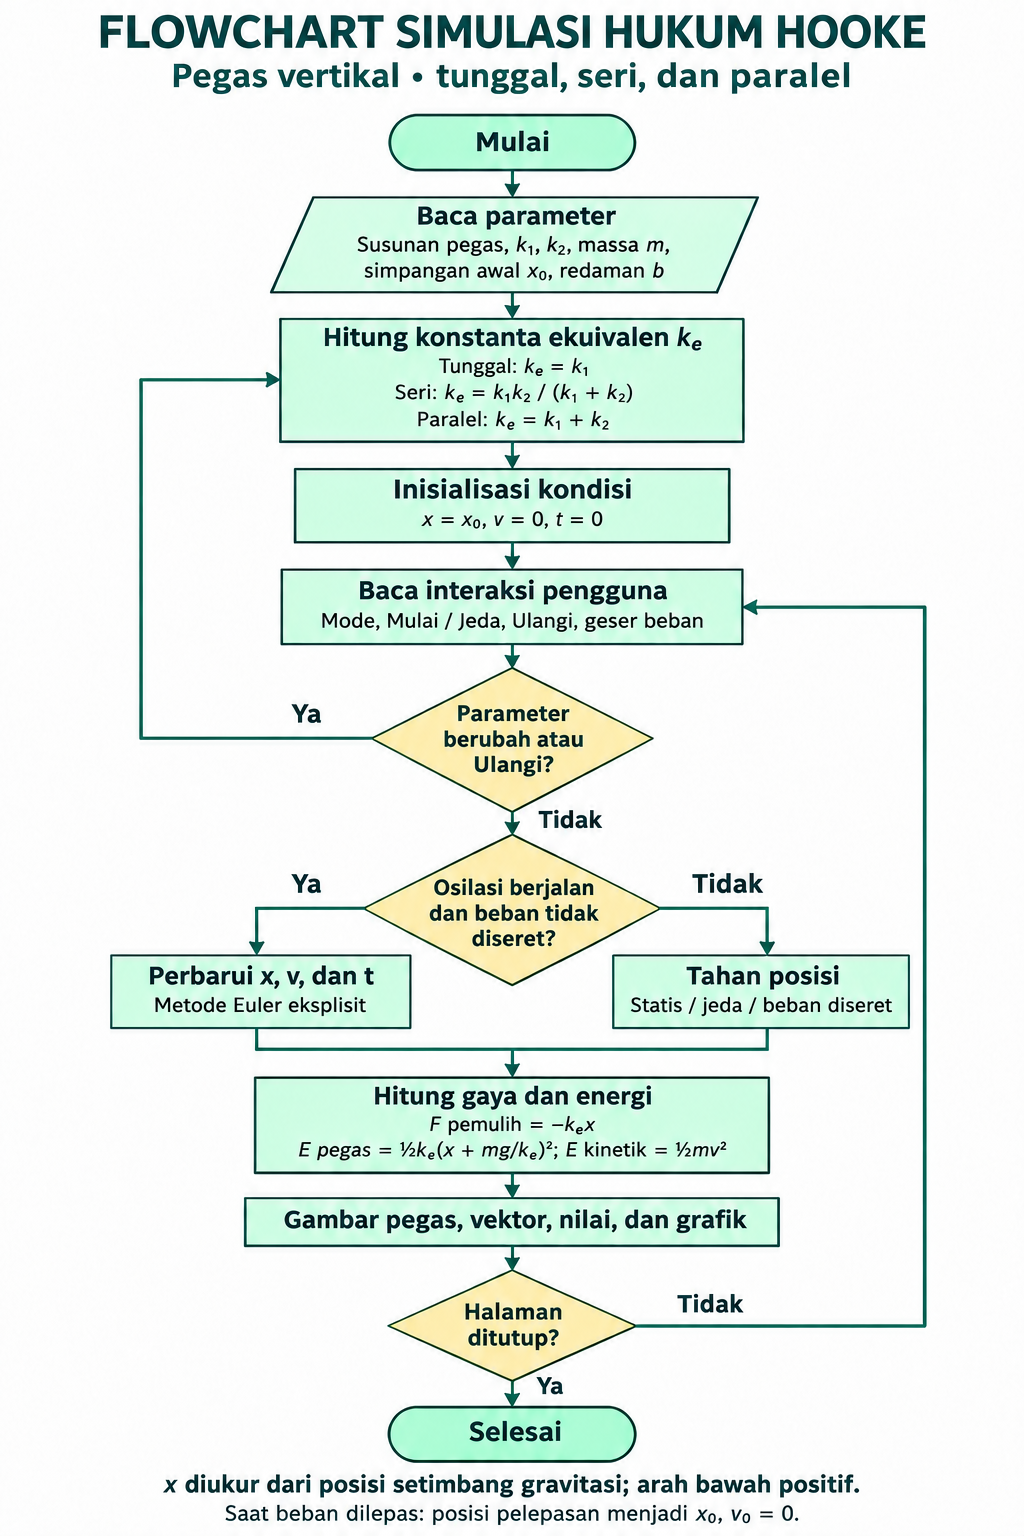 FLOWCHART SIMULASI HUKUM HOOKE
Pegas vertikal • tunggal, seri, dan paralel
Mulai
Baca parameter
Susunan pegas, k₁, k₂, massa m,
simpangan awal x₀, redaman b
Hitung konstanta ekuivalen kₑ
Tunggal: kₑ = k₁
Seri: kₑ = k₁k₂ / (k₁ + k₂)
Paralel: kₑ = k₁ + k₂
Inisialisasi kondisi
x = x₀, v = 0, t = 0
Baca interaksi pengguna
Mode, Mulai / Jeda, Ulangi, geser beban
Ya
Parameter
berubah atau
Ulangi?
Tidak
Ya
Osilasi berjalan
dan beban tidak
diseret?
Tidak
Perbarui x, v, dan t
Metode Euler eksplisit
Tahan posisi
Statis / jeda / beban diseret
Hitung gaya dan energi
F pemulih = −kₑx
E pegas = ½kₑ(x + mg/kₑ)²; E kinetik = ½mv²
Gambar pegas, vektor, nilai, dan grafik
Halaman
ditutup?
Tidak
Ya
Selesai
x diukur dari posisi setimbang gravitasi; arah bawah positif.
Saat beban dilepas: posisi pelepasan menjadi x₀, v₀ = 0.